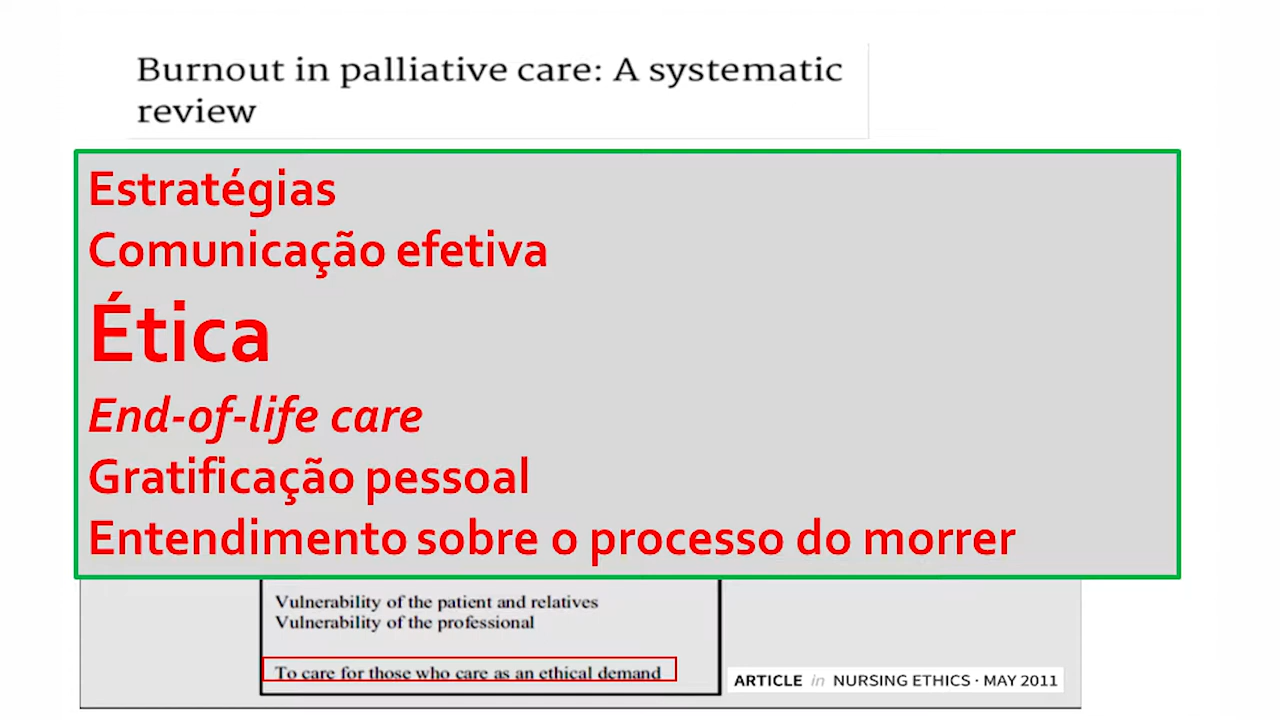 Burnout in palliative care: A systematic
review
Estratégias
Comunicação efetiva
Ética
End-of-life care
Gratificação pessoal
Entendimento sobre o processo do morrer
Vulnerability of the patient and relatives
Vulnerability of the professional
To care for those who care as an ethical demand
ARTICLE in NURSING ETHICS · MAY 2011